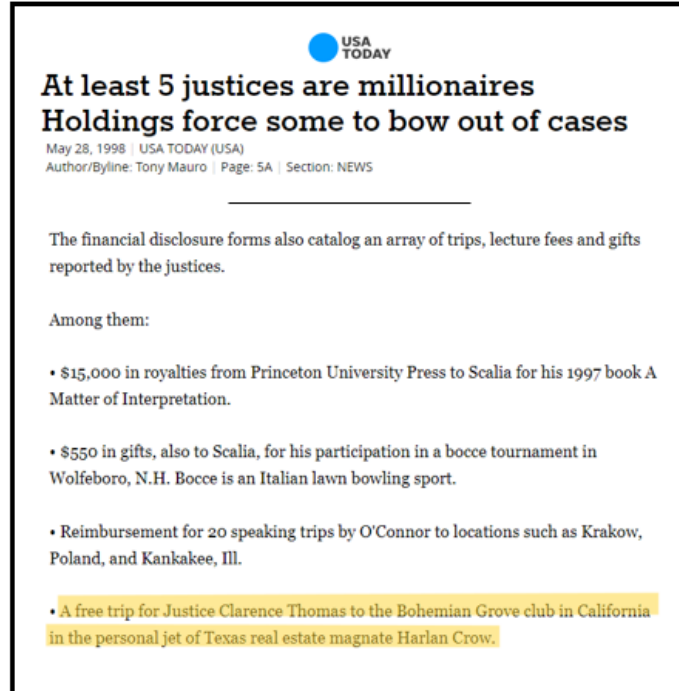 USA
TODAY
At least 5 justices are millionaires
Holdings force some to bow out of cases
May 28, 1998 | USA TODAY (USA)
Author/Byline: Tony Mauro | Page: 5A | Section: NEWS
The financial disclosure forms also catalog an array of trips, lecture fees and gifts
reported by the justices.
Among them:
• $15,000 in royalties from Princeton University Press to Scalia for his 1997 book A
Matter of Interpretation.
• $550 in gifts, also to Scalia, for his participation in a bocce tournament in
Wolfeboro, N.H. Bocce is an Italian lawn bowling sport.
• Reimbursement for 20 speaking trips by O'Connor to locations such as Krakow,
Poland, and Kankakee, Ill.
• A free trip for Justice Clarence Thomas to the Bohemian Grove club in California
in the personal jet of Texas real estate magnate Harlan Crow.